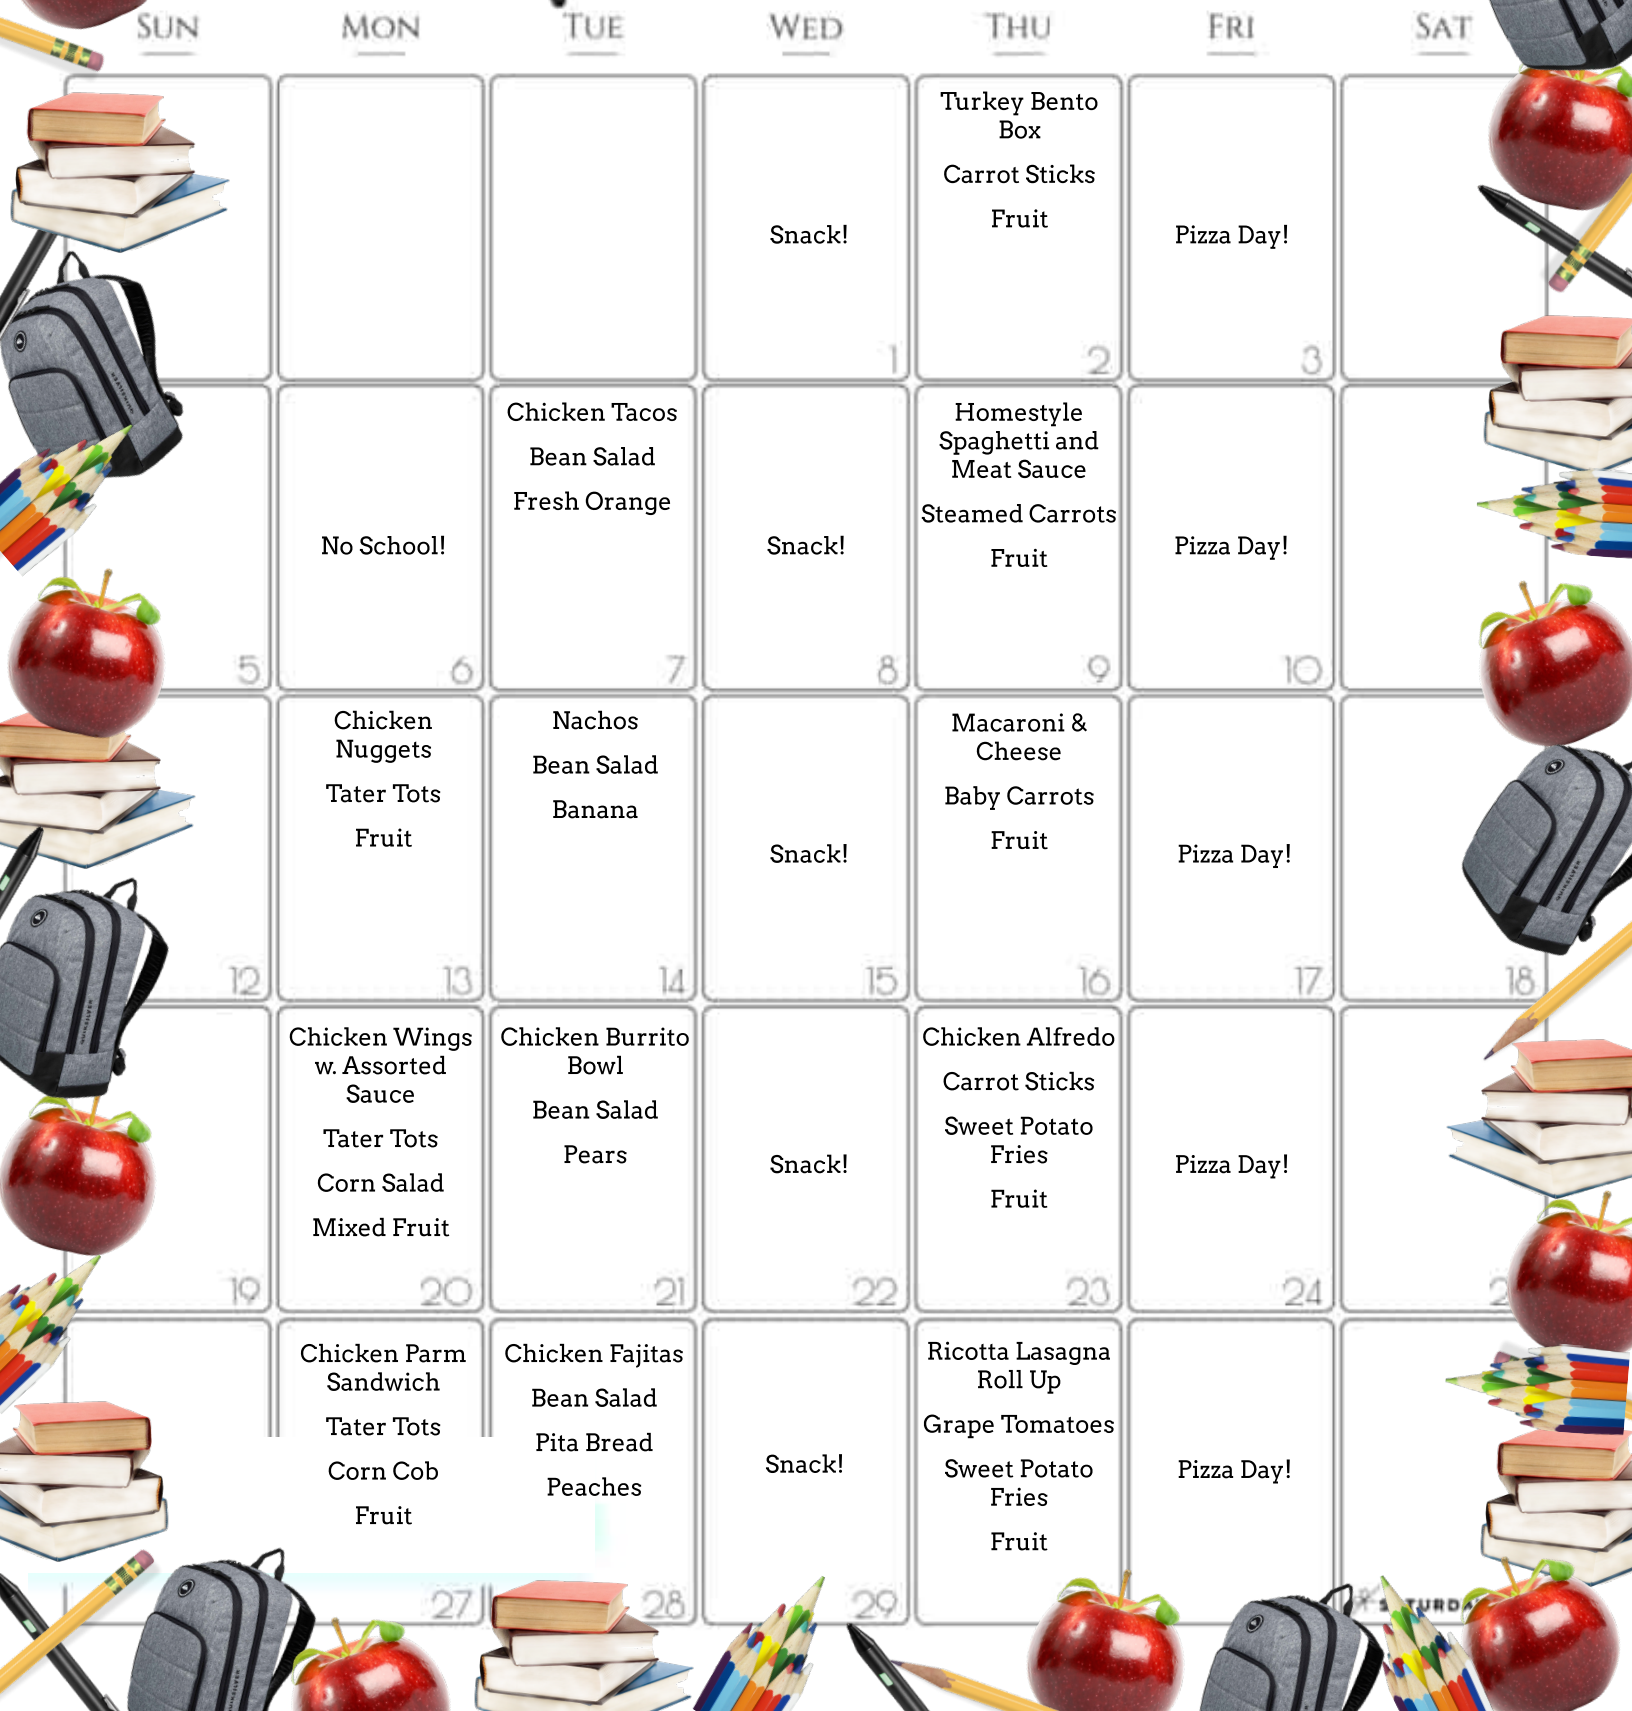 SUN MON TUE WED THU FRI SAT
Turkey Bento
Box
Carrot Sticks
Fruit
Snack!
Pizza Day!
1 2 3
Chicken Tacos
Bean Salad
Fresh Orange
Homestyle
Spaghetti and
Meat Sauce
Steamed Carrots
Fruit
No School!
Snack!
Pizza Day!
5 6 7 8 9 10
Chicken
Nuggets
Tater Tots
Fruit
Nachos
Bean Salad
Banana
Snack!
Macaroni &
Cheese
Baby Carrots
Fruit
Pizza Day!
12 13 14 15 16 17 18
Chicken Wings
w. Assorted
Sauce
Tater Tots
Corn Salad
Mixed Fruit
Chicken Burrito
Bowl
Bean Salad
Pears
Snack!
Chicken Alfredo
Carrot Sticks
Sweet Potato
Fries
Fruit
Pizza Day!
19 20 21 22 23 24
Chicken Parm
Sandwich
Tater Tots
Corn Cob
Fruit
Chicken Fajitas
Bean Salad
Pita Bread
Peaches
Snack!
Ricotta Lasagna
Roll Up
Grape Tomatoes
Sweet Potato
Fries
Fruit
Pizza Day!
27 28 29